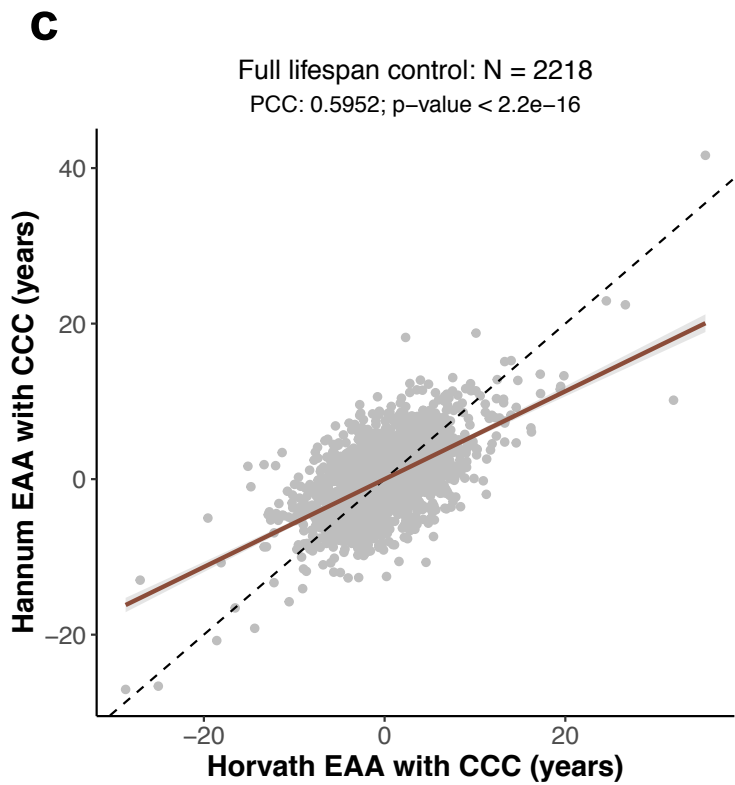 c
Full lifespan control: N = 2218
PCC: 0.5952; p−value < 2.2e−16
Hannum EAA with CCC (years)
40
20
0
−20
−20 0 20
Horvath EAA with CCC (years)